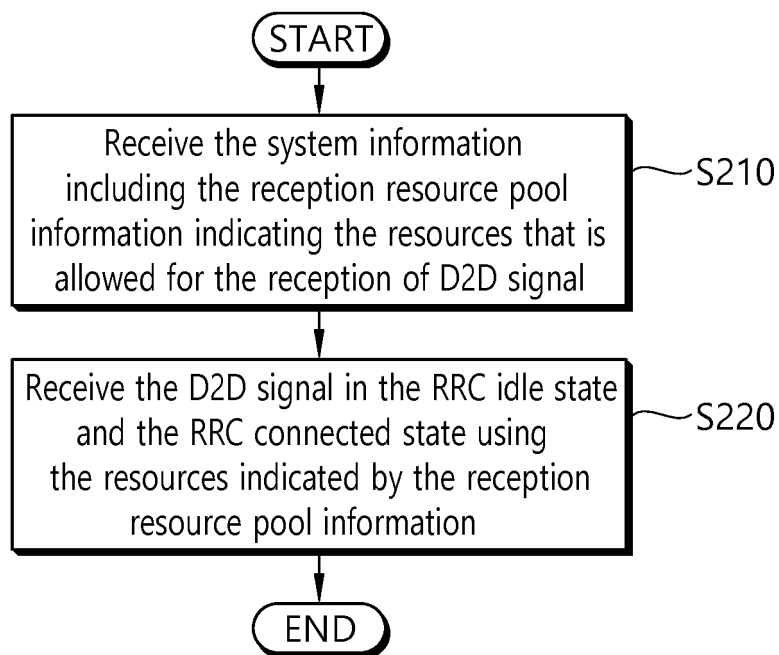 START
Receive the system information
including the reception resource pool
information indicating the resources that is
allowed for the reception of D2D signal
S210
Receive the D2D signal in the RRC idle state
and the RRC connected state using
the resources indicated by the reception
resource pool information
S220
END